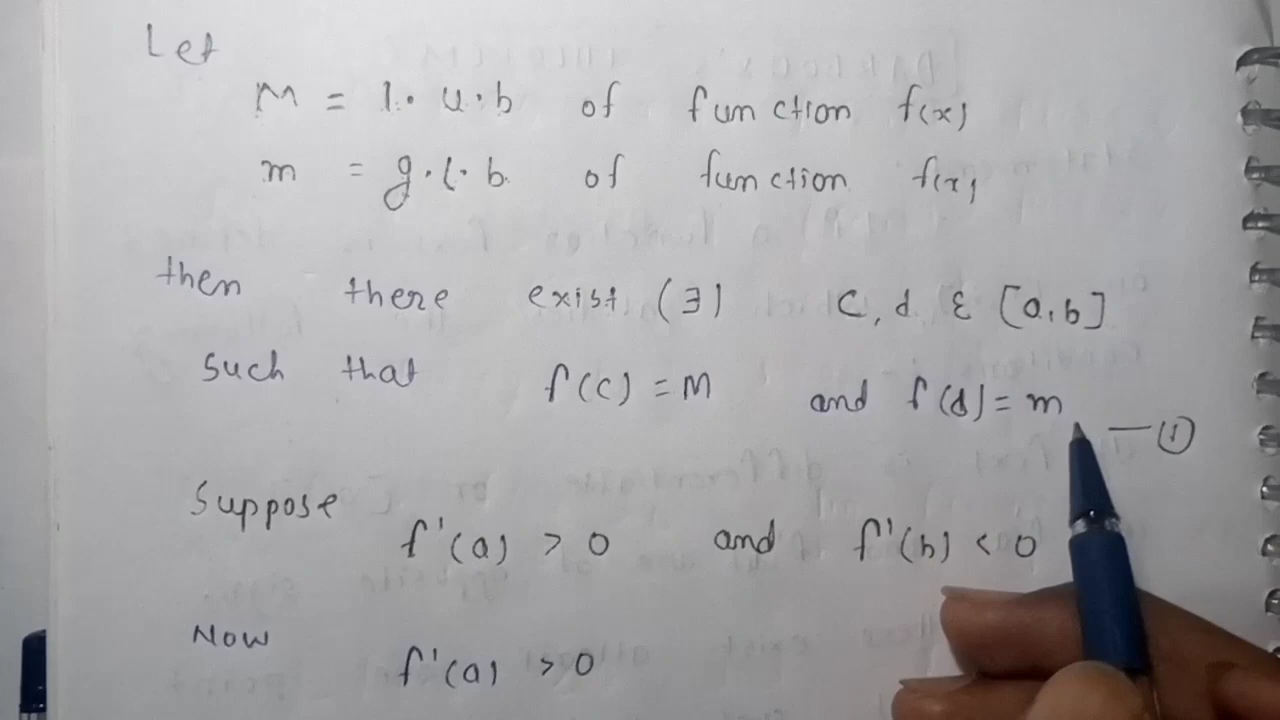 Let
M = l.u.b of function f(x)
m = g.l.b. of function f(x)
then there exist (∃) c, d ε [a,b]
such that f(c) = M and f(d) = m —①
Suppose f'(a) > 0 and f'(b) < 0
Now f'(a) > 0